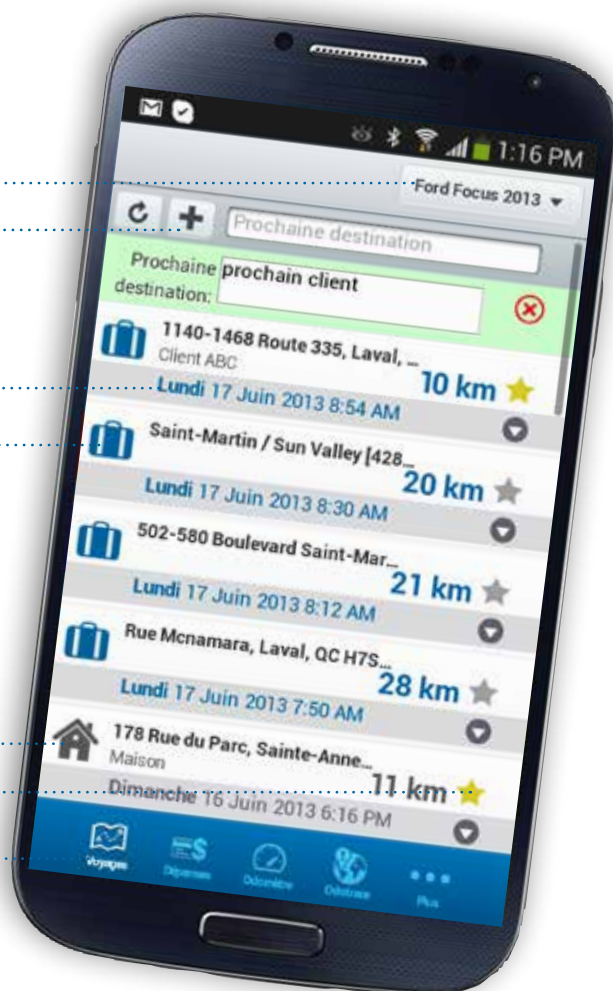 1:16 PM
Ford Focus 2013
Prochaine destination
Prochaine
destination:
prochain client
1140-1468 Route 335, Laval, ...
Client ABC
10 km
Lundi 17 Juin 2013 8:54 AM
Saint-Martin / Sun Valley [428...
20 km
Lundi 17 Juin 2013 8:30 AM
502-580 Boulevard Saint-Mar...
21 km
Lundi 17 Juin 2013 8:12 AM
Rue Mcnamara, Laval, QC H7S...
28 km
Lundi 17 Juin 2013 7:50 AM
178 Rue du Parc, Sainte-Anne...
Maison
11 km
Dimanche 16 Juin 2013 6:16 PM
Voyages
Dépenses
Odomètre
Odotrace
Plus